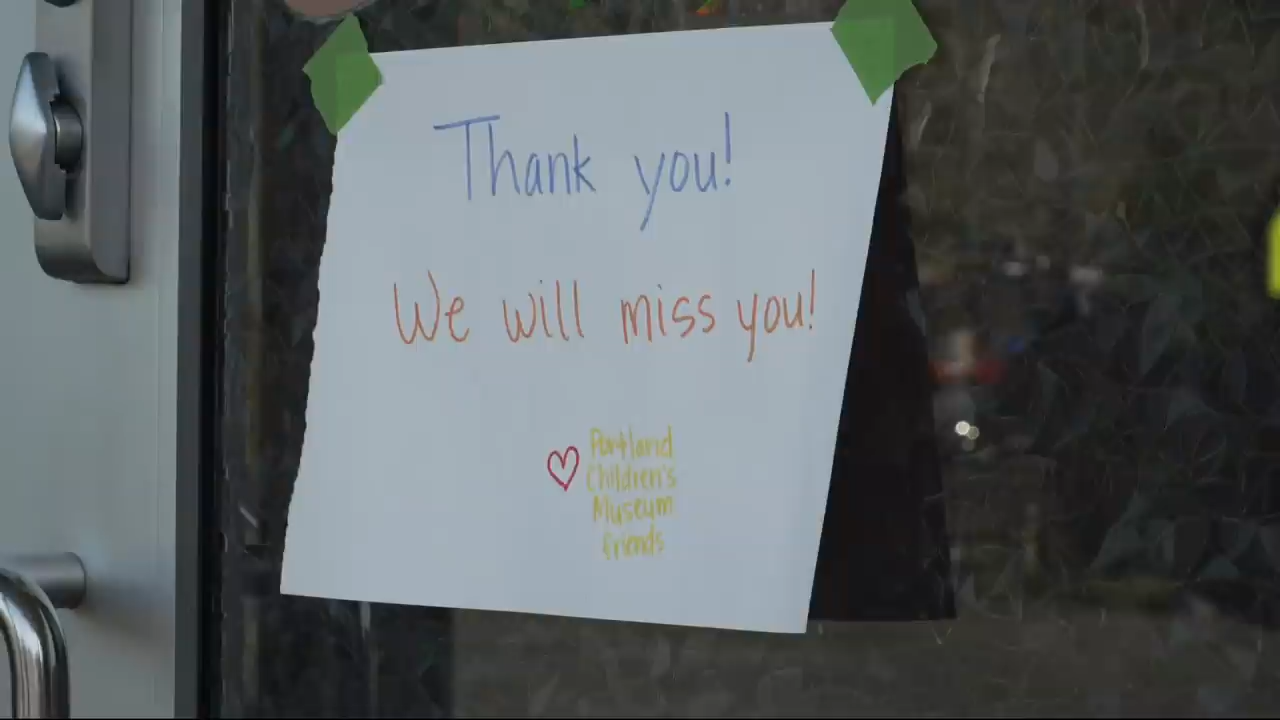 Thank you!
We will miss you!
Portland
Children's
Museum
friends